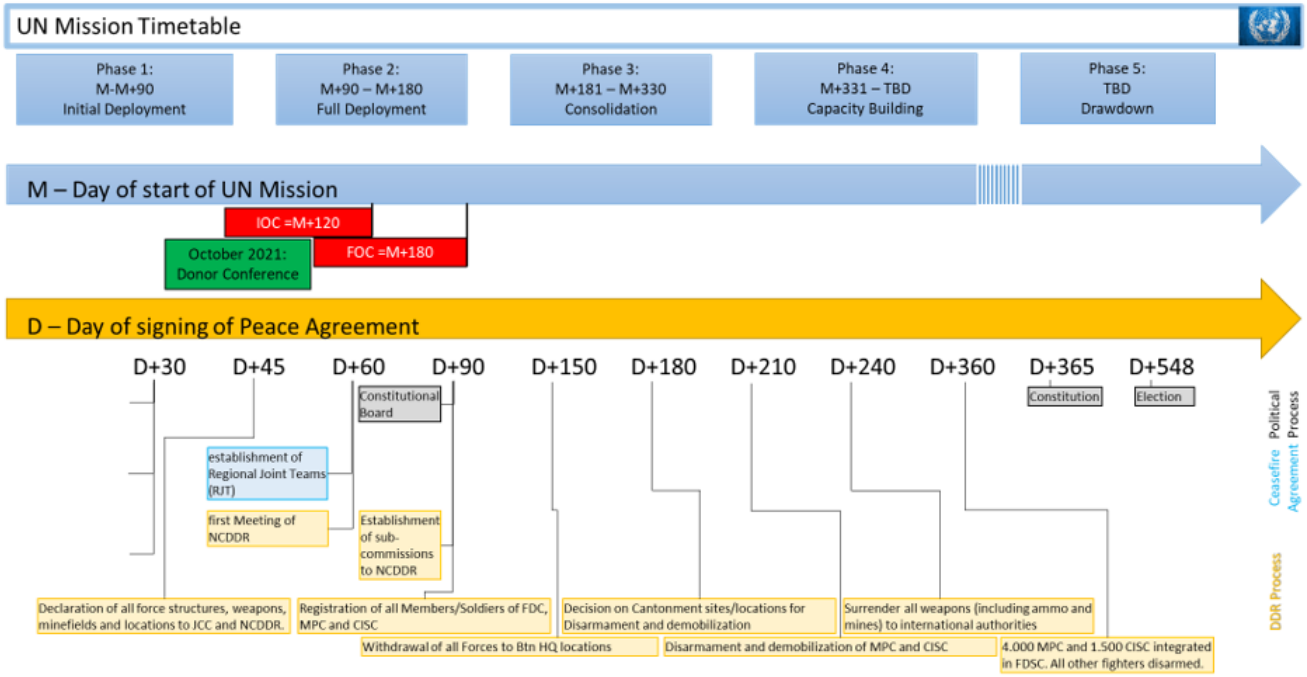 UN Mission Timetable
Phase 1:
M-M+90
Initial Deployment
Phase 2:
M+90 – M+180
Full Deployment
Phase 3:
M+181 – M+330
Consolidation
Phase 4:
M+331 – TBD
Capacity Building
Phase 5:
TBD
Drawdown
M – Day of start of UN Mission
IOC =M+120
FOC =M+180
October 2021:
Donor Conference
D – Day of signing of Peace Agreement
D+30
D+45
D+60
D+90
D+150
D+180
D+210
D+240
D+360
D+365
D+548
Constitutional
Board
Constitution
Election
Political
Process
establishment of
Regional Joint Teams
(RJT)
Ceasefire
Agreement
first Meeting of
NCDDR
Establishment
of sub-
commissions
to NCDDR
DDR Process
Declaration of all force structures, weapons,
minefields and locations to JCC and NCDDR.
Registration of all Members/Soldiers of FDC,
MPC and CISC
Decision on Cantonment sites/locations for
Disarmament and demobilization
Surrender all weapons (including ammo and
mines) to international authorities
Withdrawal of all Forces to Btn HQ locations
Disarmament and demobilization of MPC and CISC
4.000 MPC and 1.500 CISC integrated
in FDSC. All other fighters disarmed.